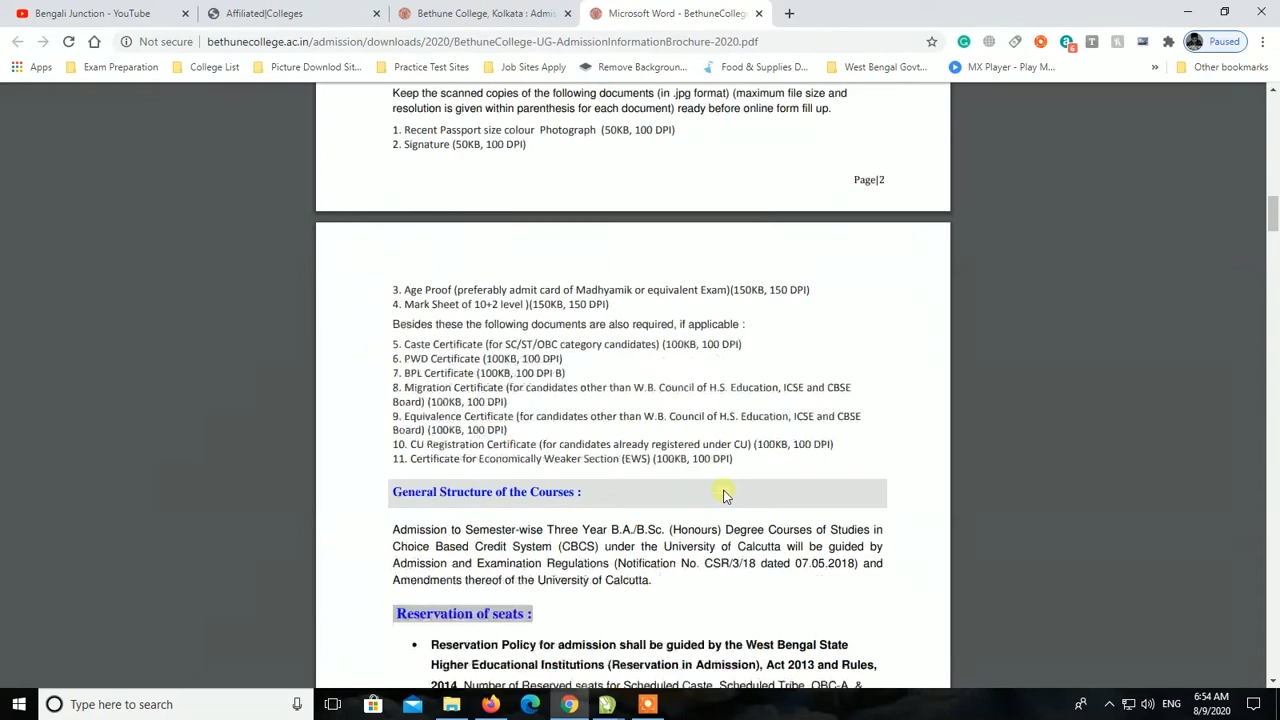 Bengali Junction - YouTube
Affiliated|Colleges
Bethune College, Kolkata : Admis
Microsoft Word - BethuneColleg
Not secure
bethunecollege.ac.in/admission/downloads/2020/BethuneCollege-UG-AdmissionInformationBrochure-2020.pdf
6
Paused
Apps
Exam Preparation
College List
Picture Downlod Sit...
Practice Test Sites
Job Sites Apply
Remove Backgroun...
Food & Supplies D...
West Bengal Govt...
MX Player - Play M...
»
Other bookmarks
Keep the scanned copies of the following documents (in .jpg format) (maximum file size and
resolution is given within parenthesis for each document) ready before online form fill up.
1. Recent Passport size colour Photograph (50KB, 100 DPI)
2. Signature (50KB, 100 DPI)
Page|2
3. Age Proof (preferably admit card of Madhyamik or equivalent Exam)(150KB, 150 DPI)
4. Mark Sheet of 10+2 level )(150KB, 150 DPI)
Besides these the following documents are also required, if applicable :
5. Caste Certificate (for SC/ST/OBC category candidates) (100KB, 100 DPI)
6. PWD Certificate (100KB, 100 DPI)
7. BPL Certificate (100KB, 100 DPI B)
8. Migration Certificate (for candidates other than W.B. Council of H.S. Education, ICSE and CBSE
Board) (100KB, 100 DPI)
9. Equivalence Certificate (for candidates other than W.B. Council of H.S. Education, ICSE and CBSE
Board) (100KB, 100 DPI)
10. CU Registration Certificate (for candidates already registered under CU) (100KB, 100 DPI)
11. Certificate for Economically Weaker Section (EWS) (100KB, 100 DPI)
General Structure of the Courses :
Admission to Semester-wise Three Year B.A./B.Sc. (Honours) Degree Courses of Studies in
Choice Based Credit System (CBCS) under the University of Calcutta will be guided by
Admission and Examination Regulations (Notification No. CSR/3/18 dated 07.05.2018) and
Amendments thereof of the University of Calcutta.
Reservation of seats :
• Reservation Policy for admission shall be guided by the West Bengal State
Higher Educational Institutions (Reservation in Admission), Act 2013 and Rules,
2014. Number of Reserved seats for Scheduled Caste, Scheduled Tribe, OBC-A, &
Type here to search
ENG
6:54 AM
8/9/2020